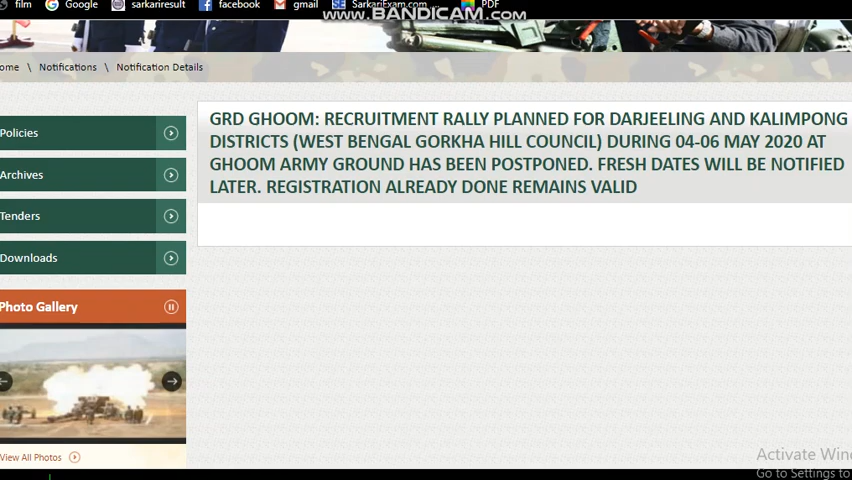 film Google sarkariresult facebook gmail SarkariExam.com... PDF
www.BANDICAM.com
ome \ Notifications \ Notification Details
GRD GHOOM: RECRUITMENT RALLY PLANNED FOR DARJEELING AND KALIMPONG
DISTRICTS (WEST BENGAL GORKHA HILL COUNCIL) DURING 04-06 MAY 2020 AT
GHOOM ARMY GROUND HAS BEEN POSTPONED. FRESH DATES WILL BE NOTIFIED
LATER. REGISTRATION ALREADY DONE REMAINS VALID
Policies
Archives
Tenders
Downloads
Photo Gallery
View All Photos
Activate Win
Go to Settings to